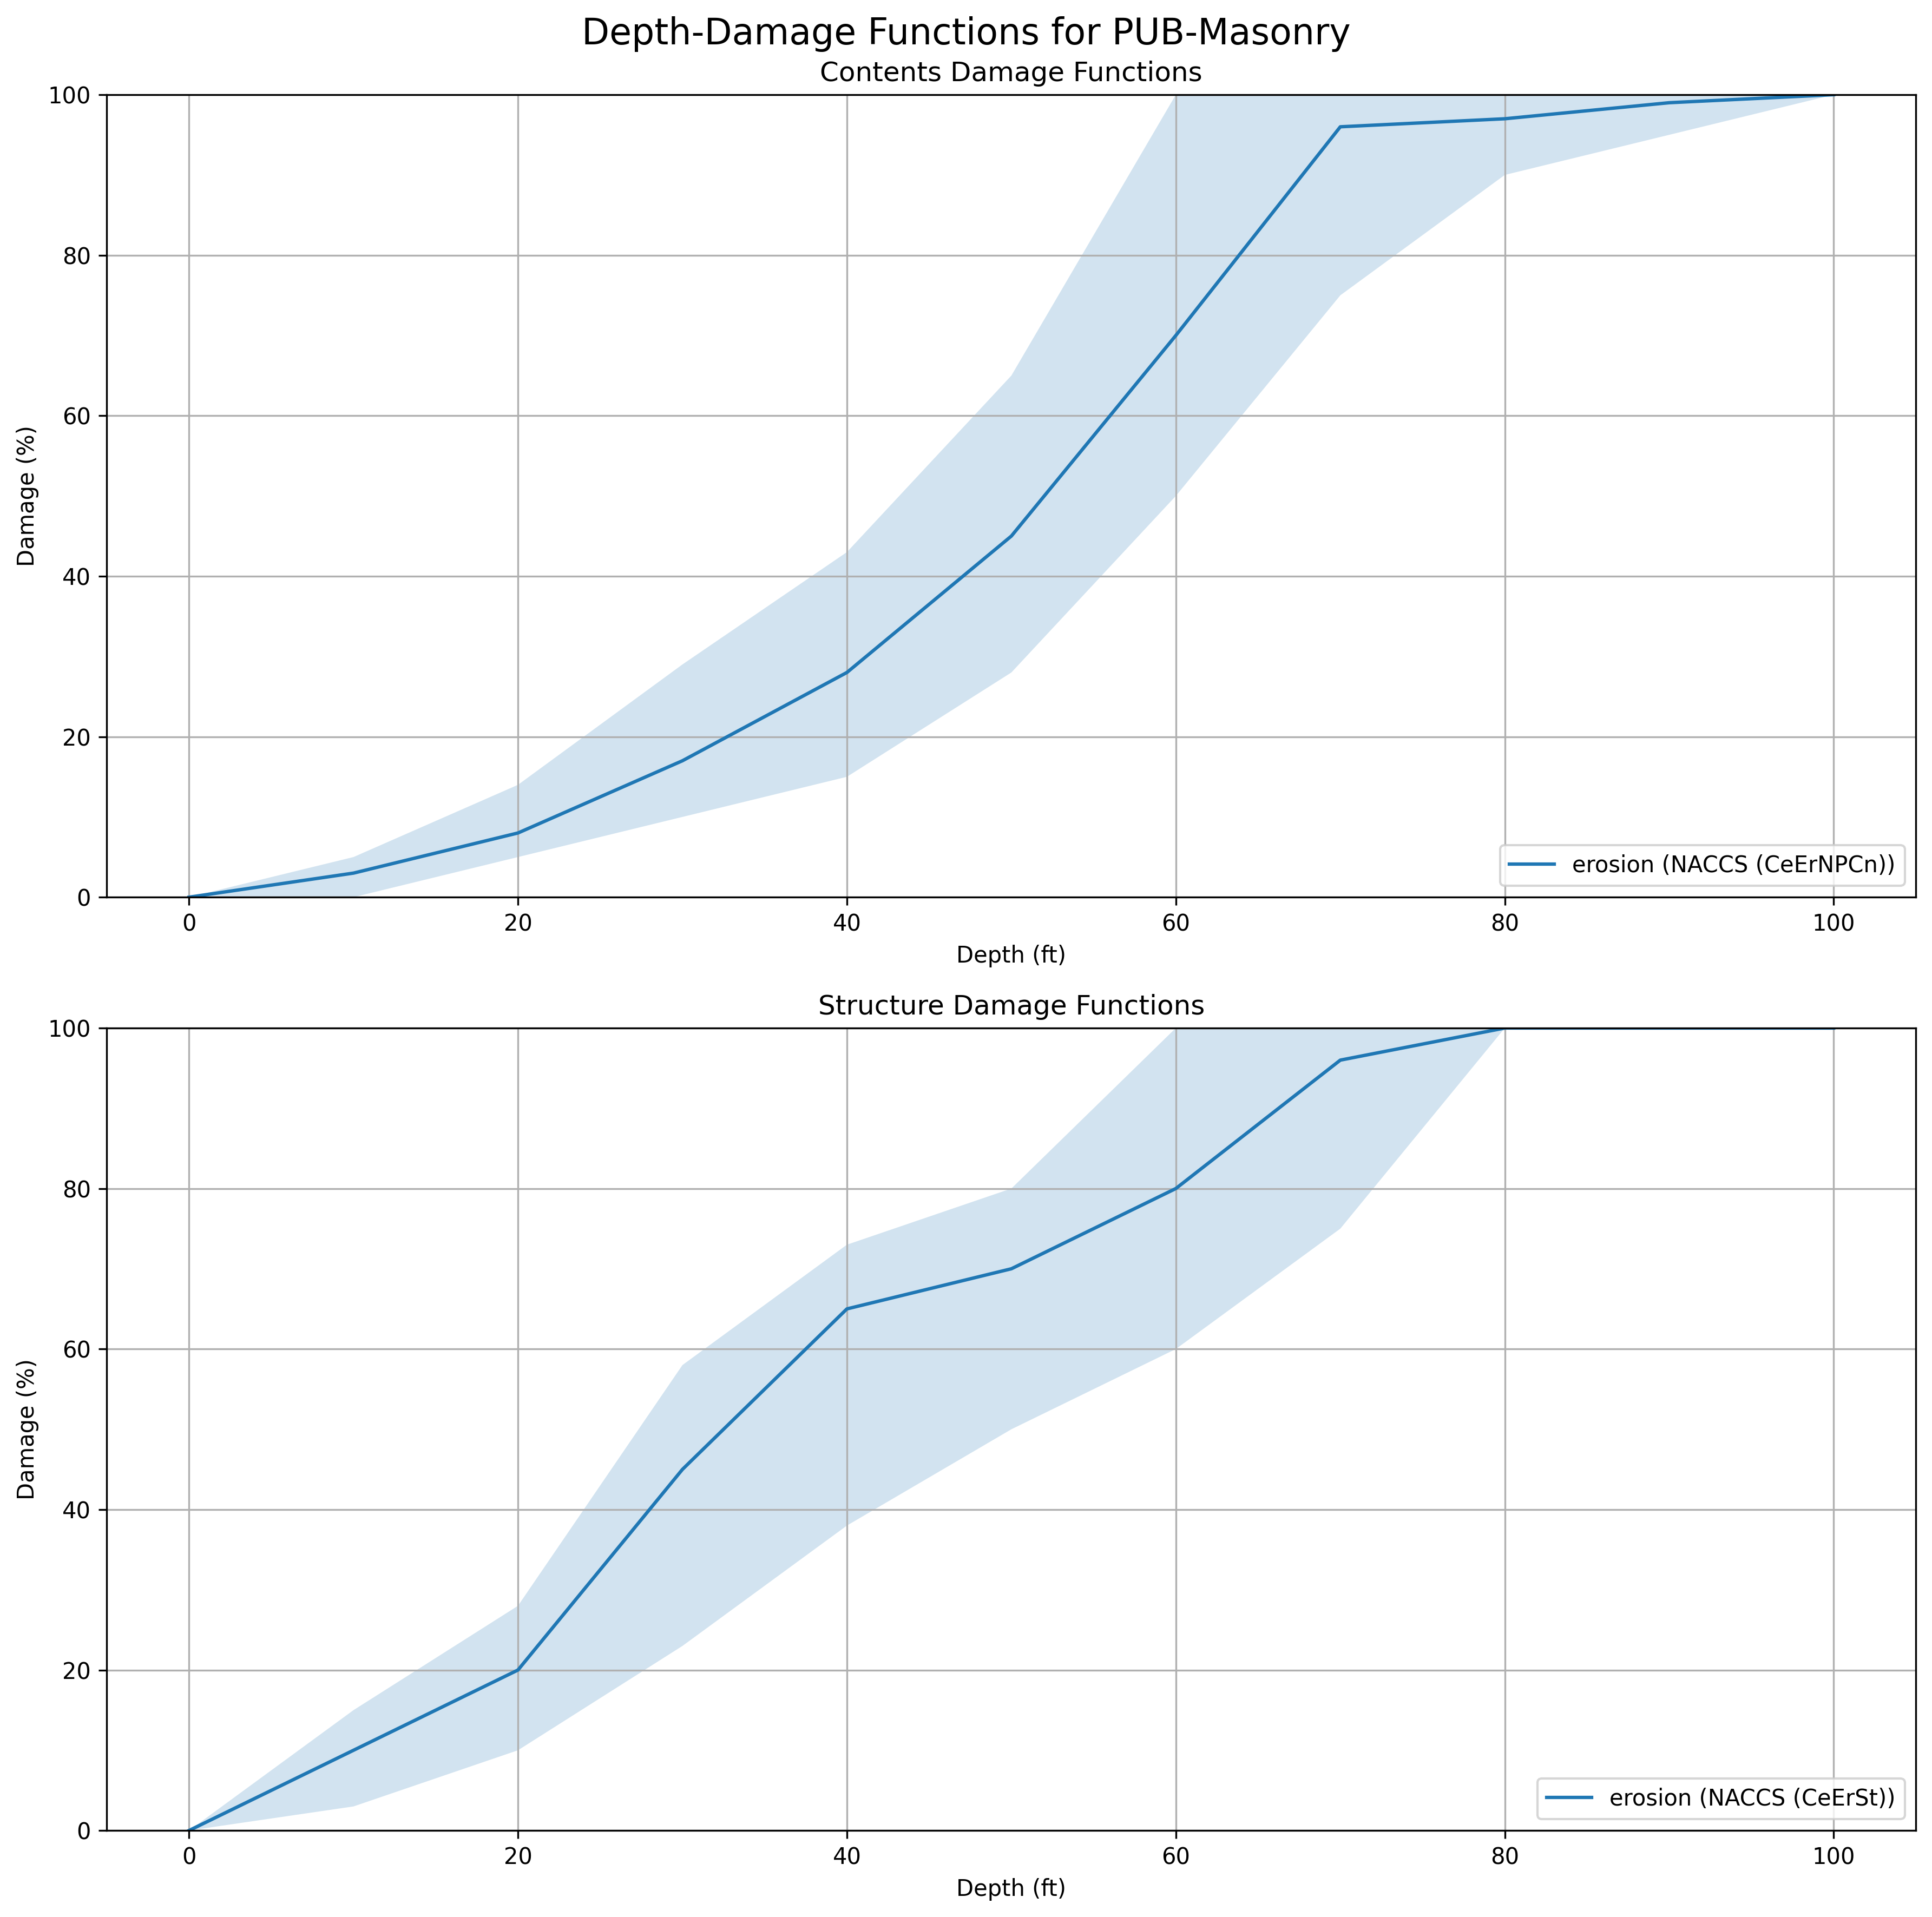 Depth-Damage Functions for PUB-Masonry
Contents Damage Functions
100
80
60
40
20
0
Damage (%)
0 20 40 60 80 100
Depth (ft)
erosion (NACCS (CeErNPCn))
Structure Damage Functions
100
80
60
40
20
0
Damage (%)
0 20 40 60 80 100
Depth (ft)
erosion (NACCS (CeErSt))